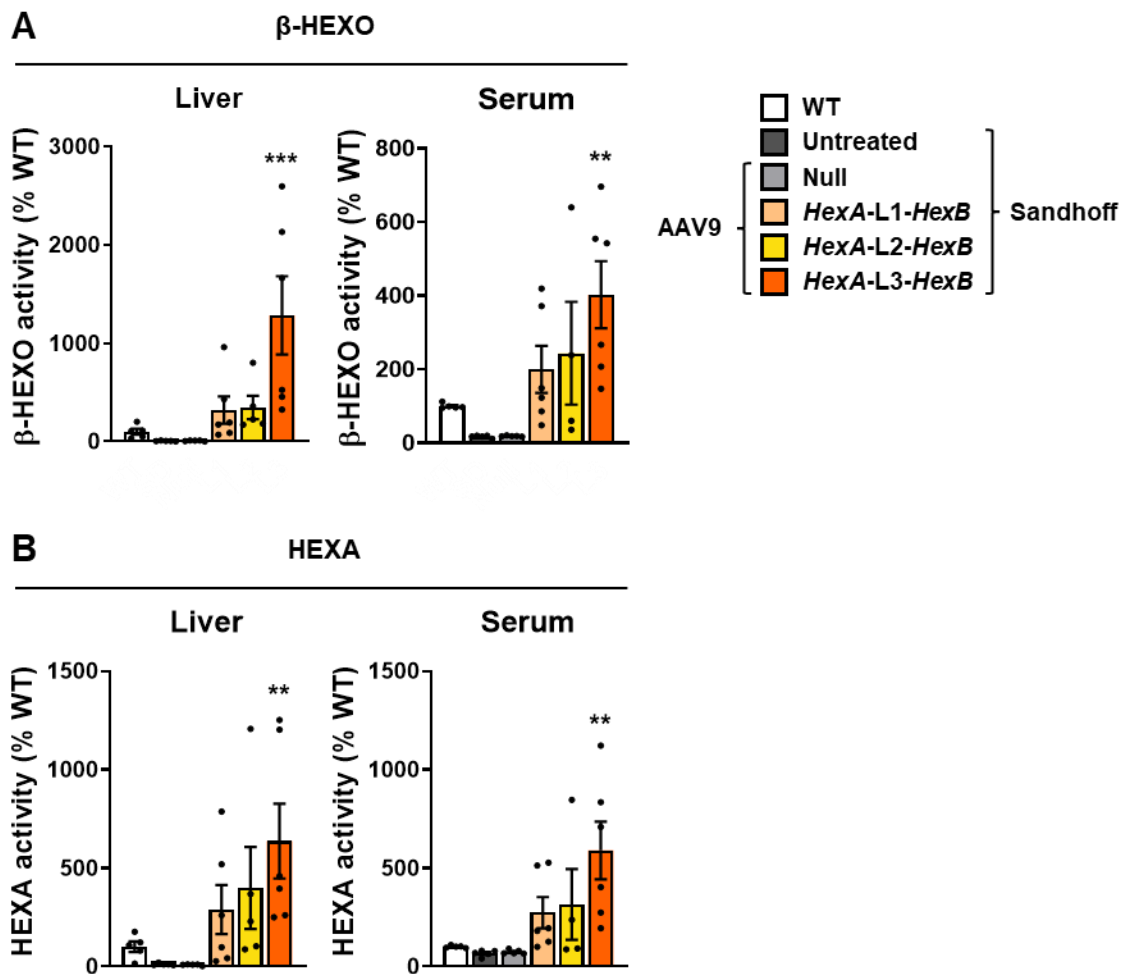 A
β-HEXO
Liver
Serum
β-HEXO activity (% WT)
3000
2000
1000
0
***
β-HEXO activity (% WT)
800
600
400
200
0
**
WT
Untreated
Null
HexA-L1-HexB
HexA-L2-HexB
HexA-L3-HexB
AAV9
Sandhoff
B
HEXA
Liver
Serum
HEXA activity (% WT)
1500
1000
500
0
**
HEXA activity (% WT)
1500
1000
500
0
**